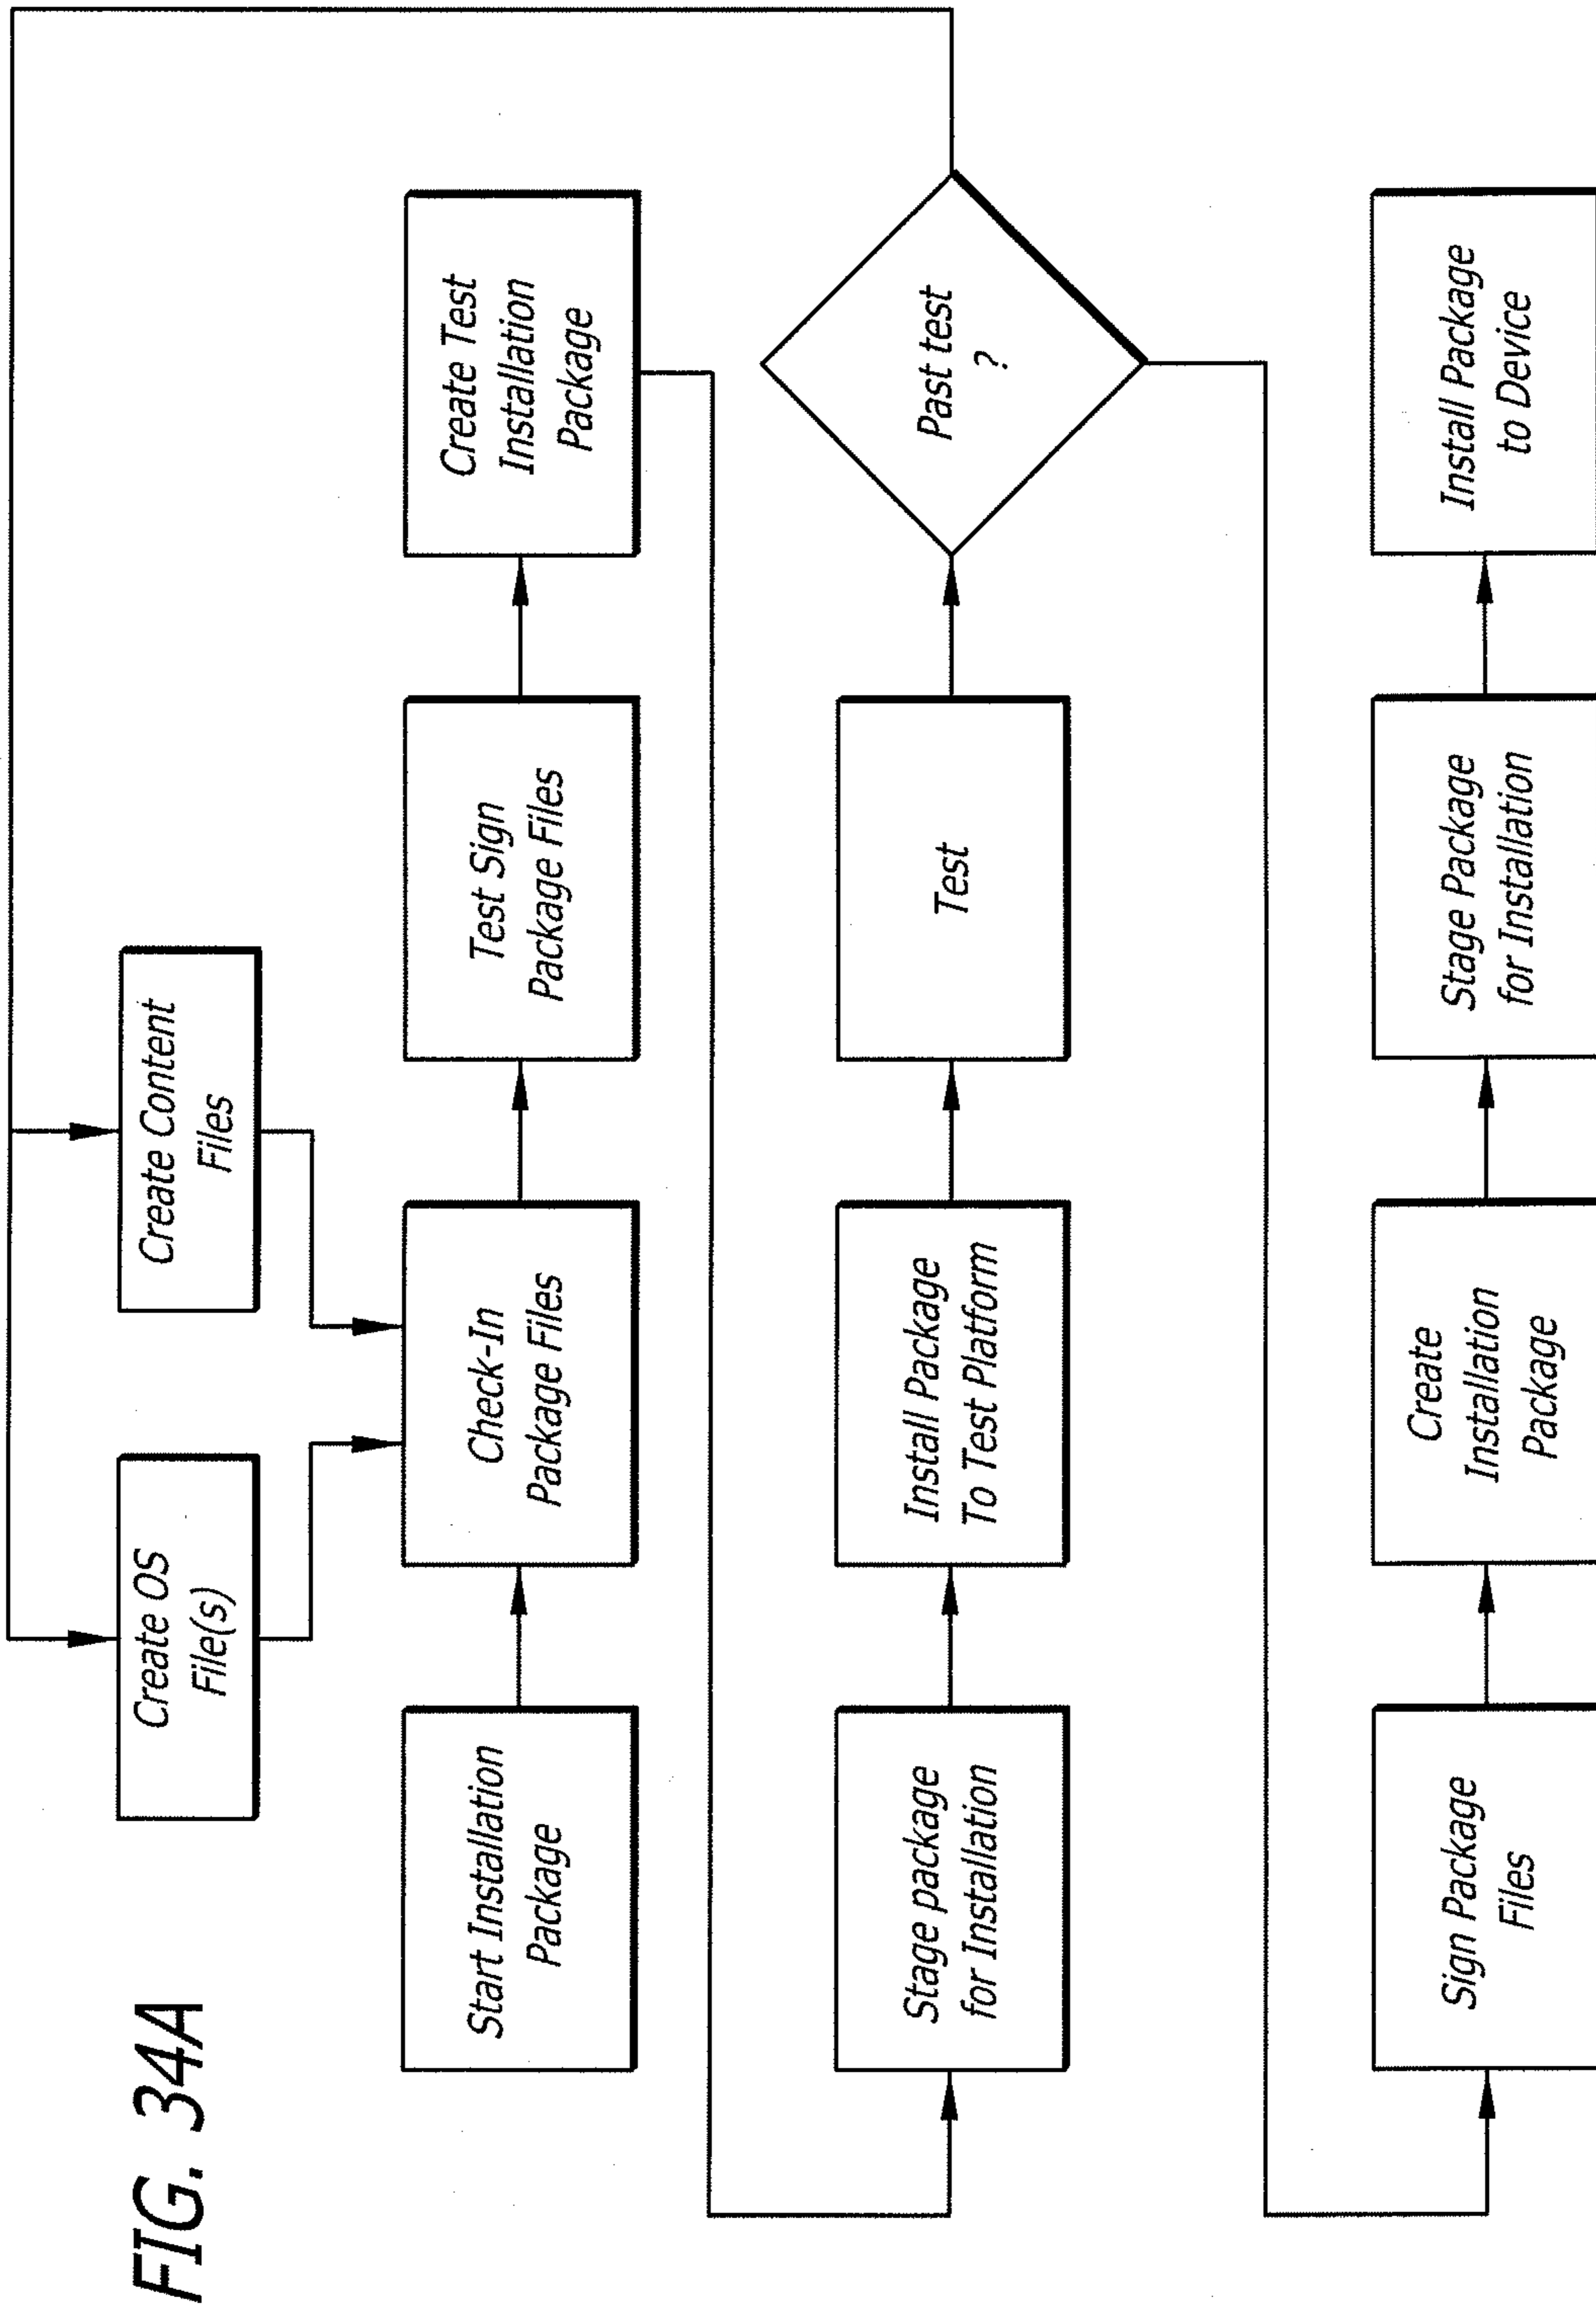 FIG. 34A
Create OS
File(s)
Create Content
Files
Start Installation
Package
Check-In
Package Files
Test Sign
Package Files
Create Test
Installation
Package
Stage package
for Installation
Install Package
To Test Platform
Test
Past test
?
Sign Package
Files
Create
Installation
Package
Stage Package
for Installation
Install Package
to Device